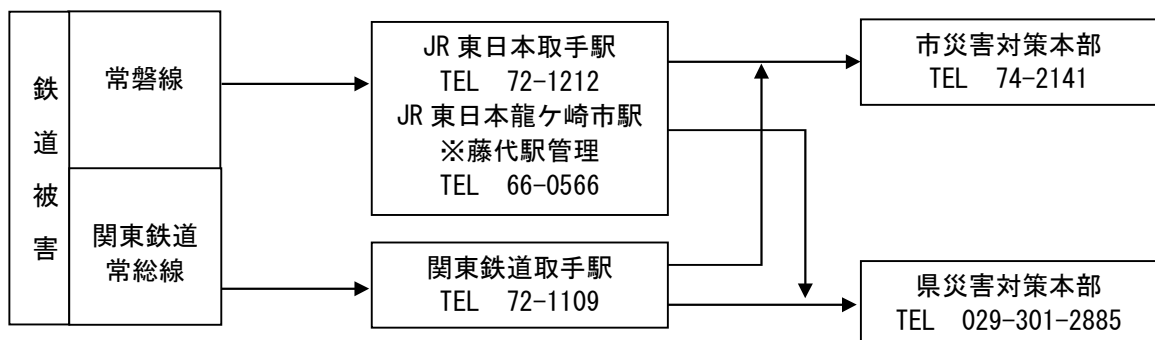 鉄道被害
常磐線
関東鉄道
常総線
JR 東日本取手駅
TEL 72-1212
JR 東日本龍ケ崎市駅
※藤代駅管理
TEL 66-0566
関東鉄道取手駅
TEL 72-1109
市災害対策本部
TEL 74-2141
県災害対策本部
TEL 029-301-2885